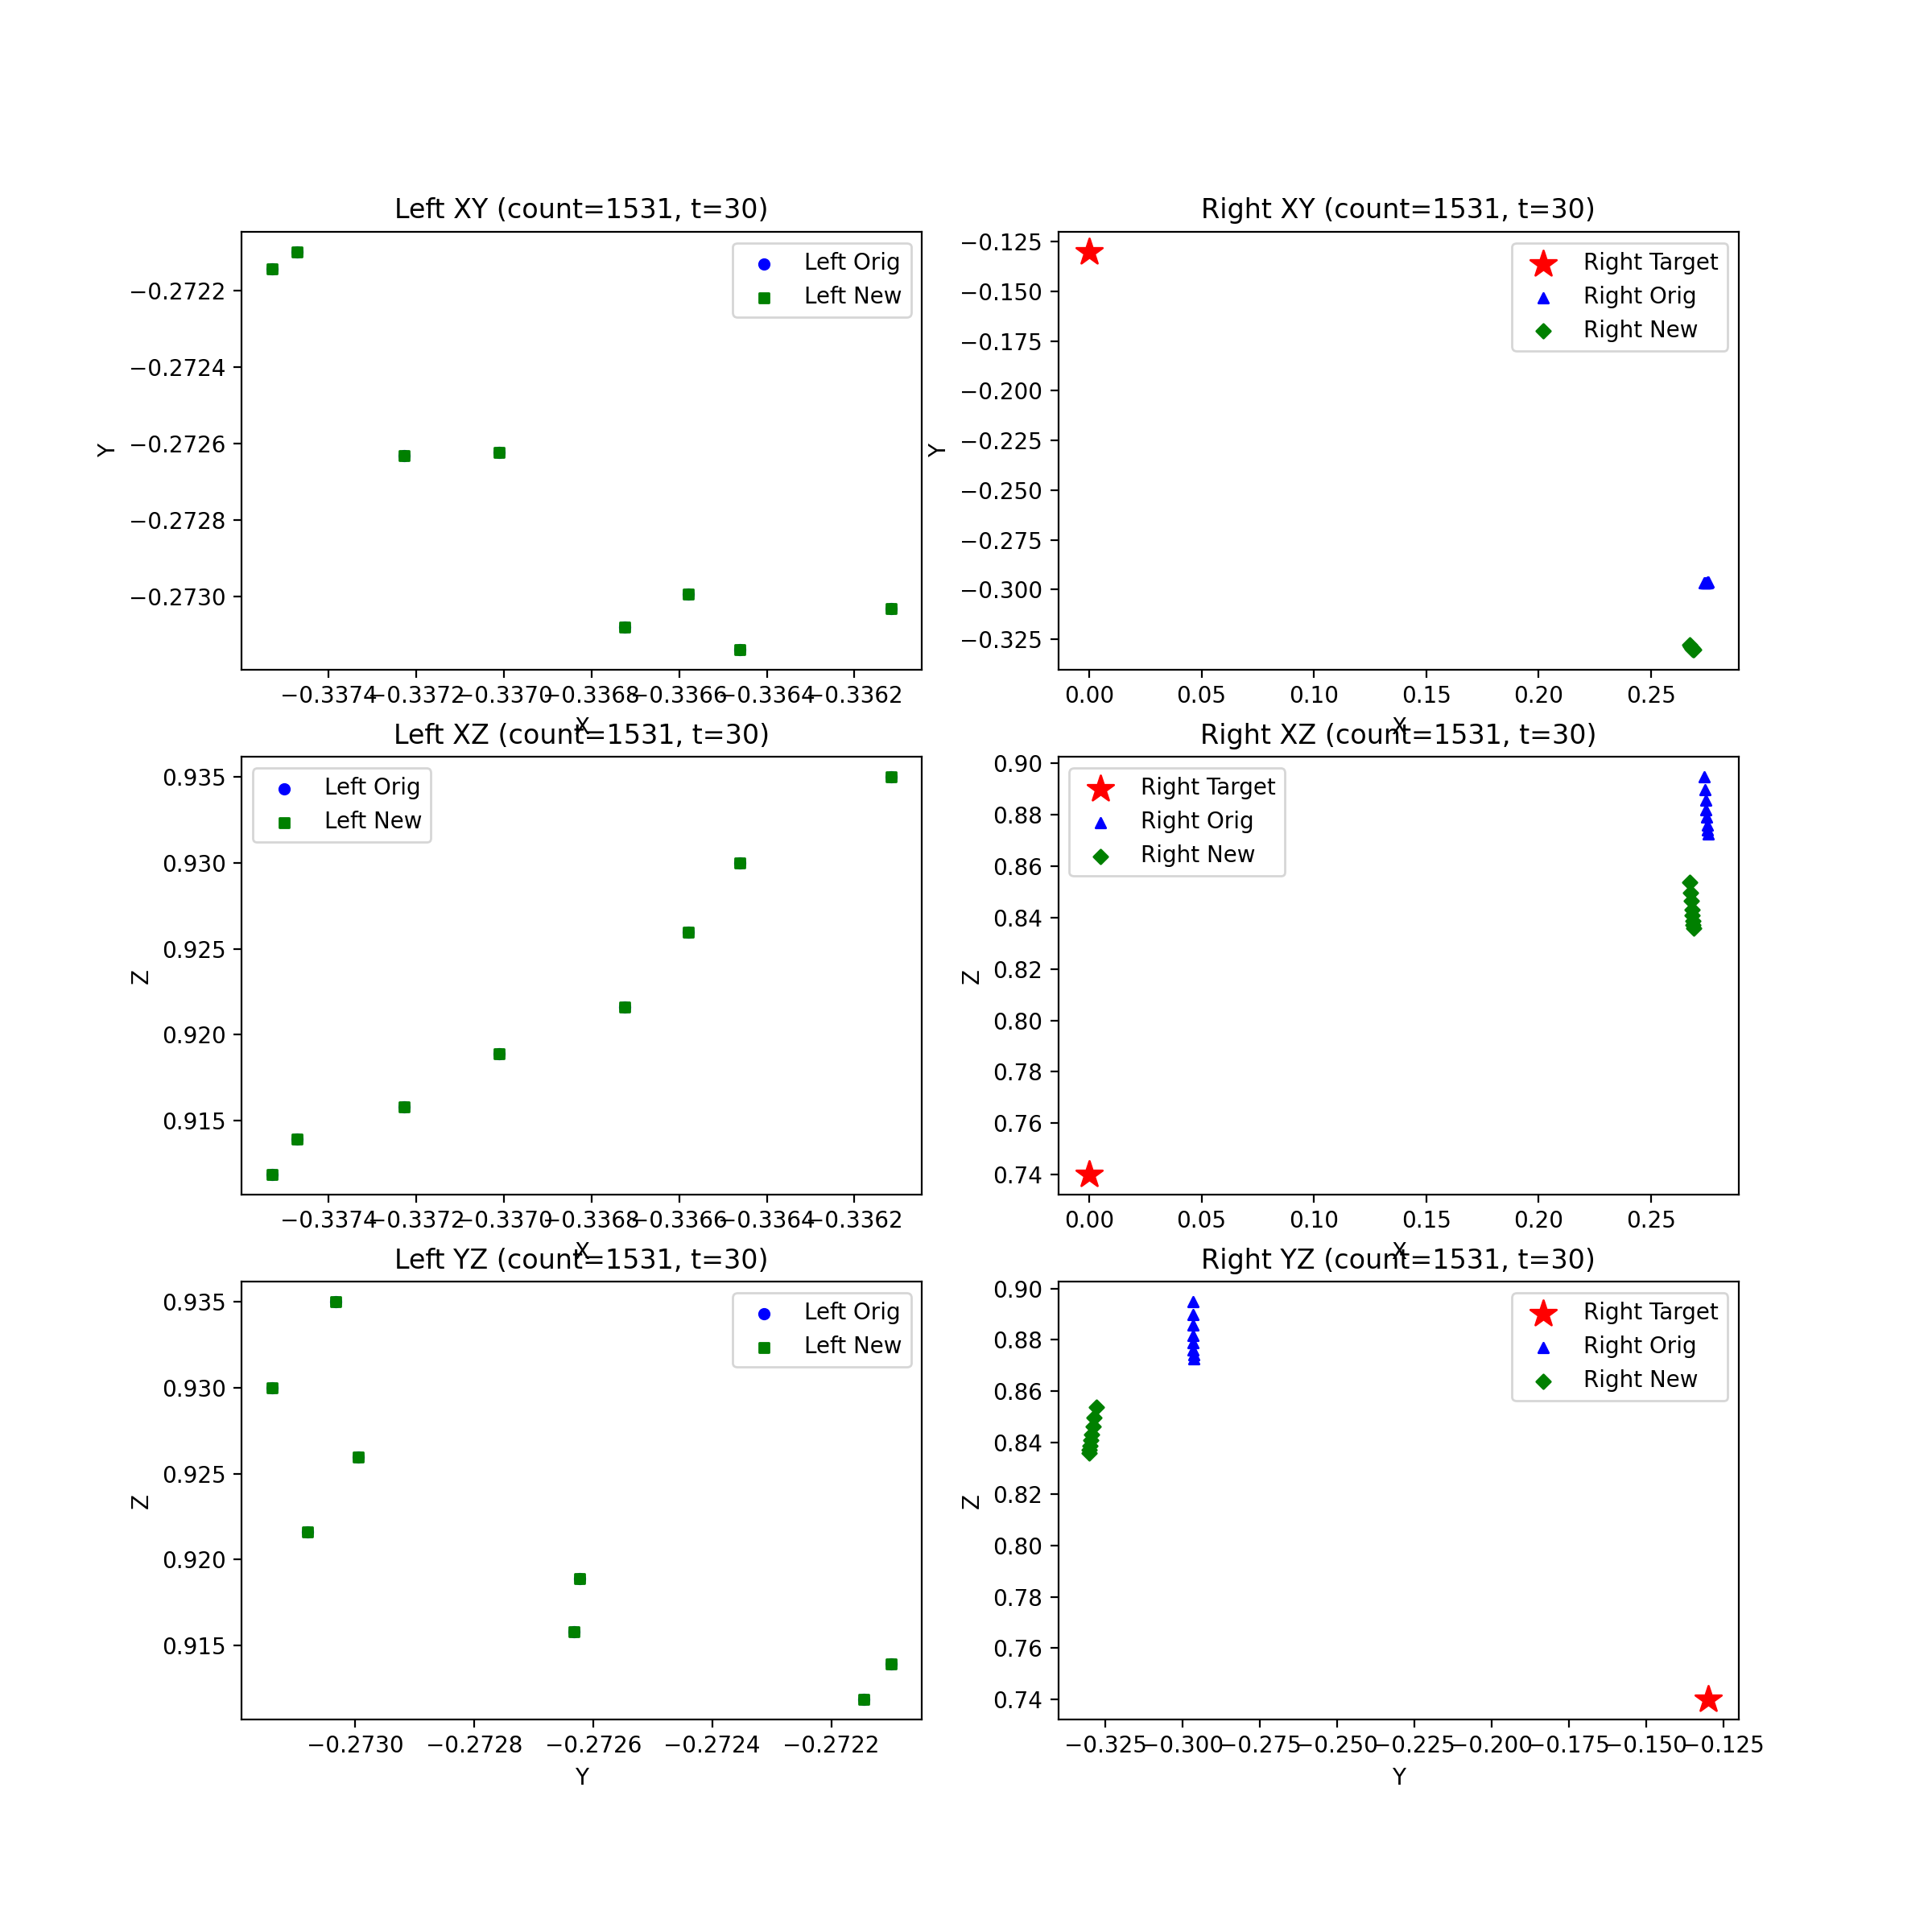 Left XY (count=1531, t=30)
Left Orig
Left New
Y
−0.2722
−0.2724
−0.2726
−0.2728
−0.2730
−0.3374 −0.3372 −0.3370 −0.3368 −0.3366 −0.3364 −0.3362
X
Right XY (count=1531, t=30)
Right Target
Right Orig
Right New
Y
−0.125
−0.150
−0.175
−0.200
−0.225
−0.250
−0.275
−0.300
−0.325
0.00 0.05 0.10 0.15 0.20 0.25
X
Left XZ (count=1531, t=30)
Left Orig
Left New
Z
0.935
0.930
0.925
0.920
0.915
−0.3374 −0.3372 −0.3370 −0.3368 −0.3366 −0.3364 −0.3362
X
Right XZ (count=1531, t=30)
Right Target
Right Orig
Right New
Z
0.90
0.88
0.86
0.84
0.82
0.80
0.78
0.76
0.74
0.00 0.05 0.10 0.15 0.20 0.25
X
Left YZ (count=1531, t=30)
Left Orig
Left New
Z
0.935
0.930
0.925
0.920
0.915
−0.2730 −0.2728 −0.2726 −0.2724 −0.2722
Y
Right YZ (count=1531, t=30)
Right Target
Right Orig
Right New
Z
0.90
0.88
0.86
0.84
0.82
0.80
0.78
0.76
0.74
−0.325 −0.300 −0.275 −0.250 −0.225 −0.200 −0.175 −0.150 −0.125
Y